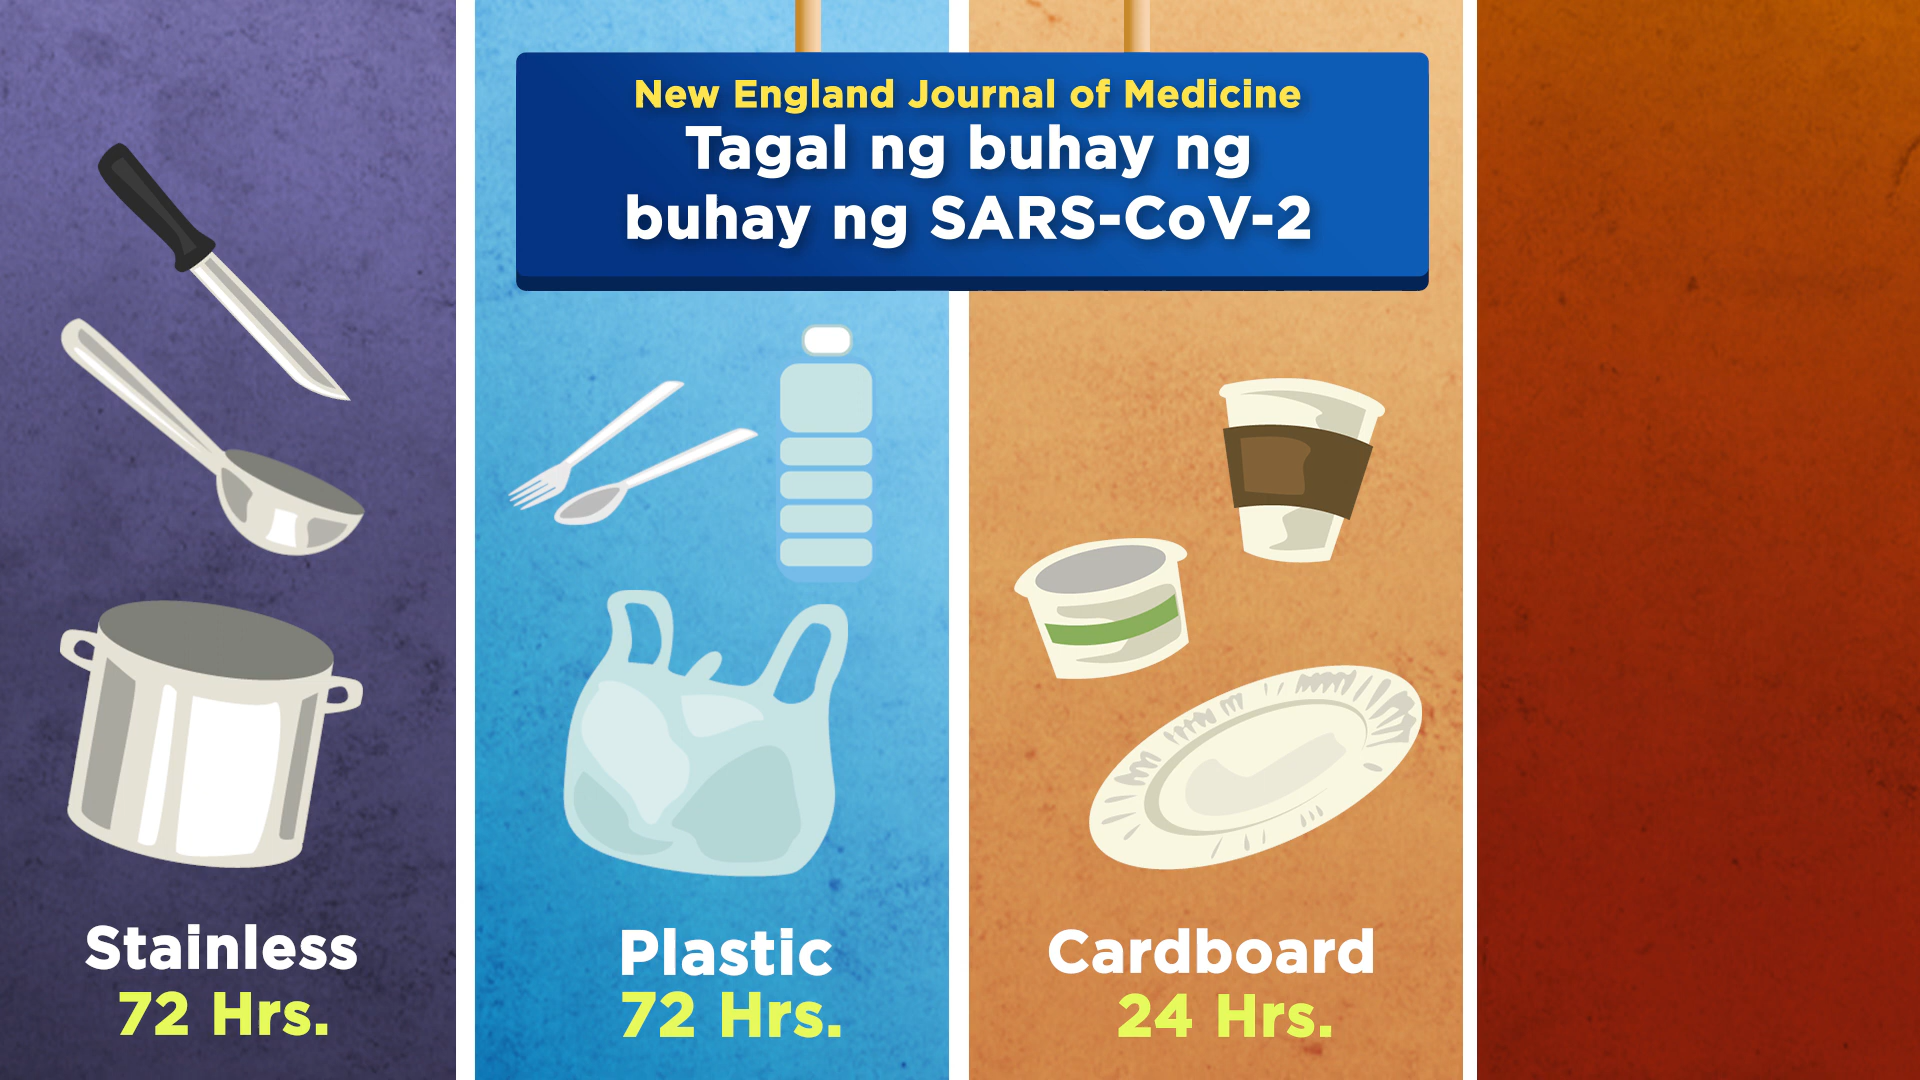 New England Journal of Medicine
Tagal ng buhay ng
buhay ng SARS-CoV-2
Stainless
72 Hrs.
Plastic
72 Hrs.
Cardboard
24 Hrs.